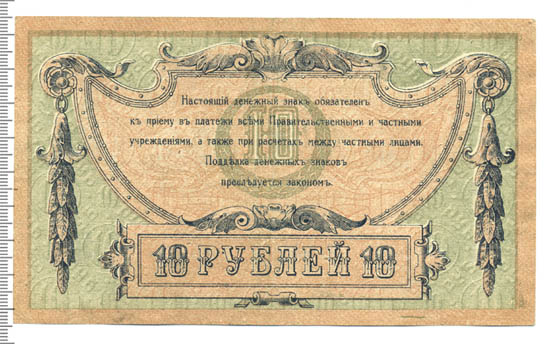 Настоящій денежный знакъ обязателенъ
къ пріему въ платежи всѣми Правительственными и частными
учрежденіями, а также при расчетахъ между частными лицами.
Поддѣлка денежныхъ знаковъ
преслѣдуется закономъ.
10 РУБЛЕЙ 10